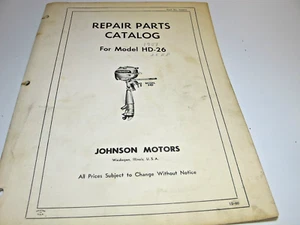 REPAIR PARTS
CATALOG
For Model HD-26
JOHNSON MOTORS
Waukegan, Illinois, U. S. A.
All Prices Subject to Change Without Notice